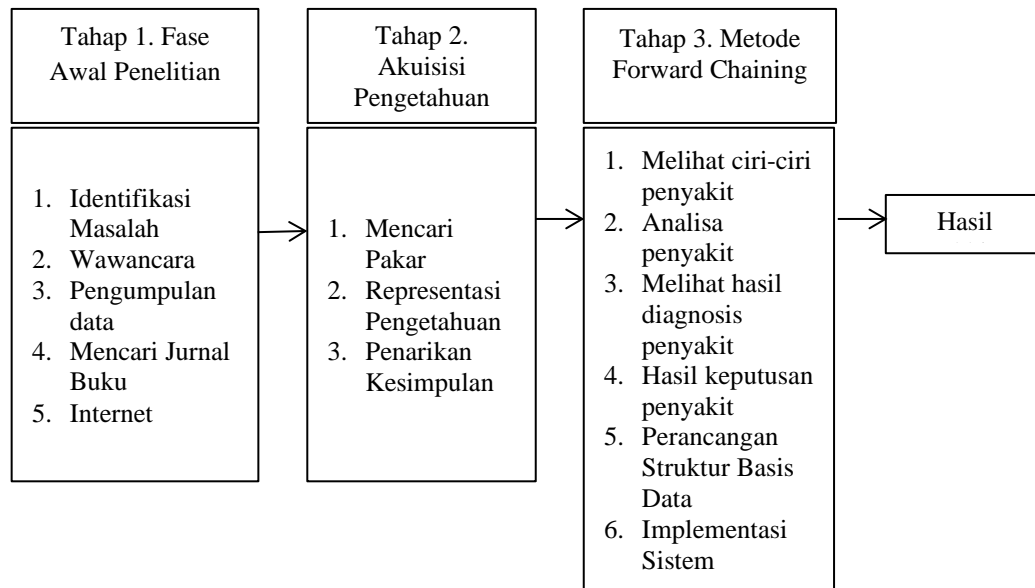 Tahap 1. Fase
Awal Penelitian
1. Identifikasi
Masalah
2. Wawancara
3. Pengumpulan
data
4. Mencari Jurnal
Buku
5. Internet
Tahap 2.
Akuisisi
Pengetahuan
1. Mencari
Pakar
2. Representasi
Pengetahuan
3. Penarikan
Kesimpulan
Tahap 3. Metode
Forward Chaining
1. Melihat ciri-ciri
penyakit
2. Analisa
penyakit
3. Melihat hasil
diagnosis
penyakit
4. Hasil keputusan
penyakit
5. Perancangan
Struktur Basis
Data
6. Implementasi
Sistem
Hasil